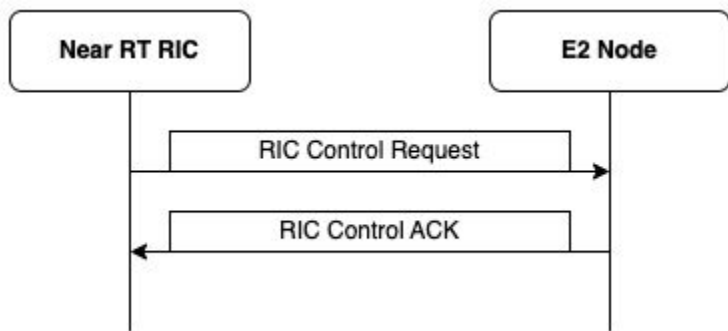 Near RT RIC
E2 Node
RIC Control Request
RIC Control ACK